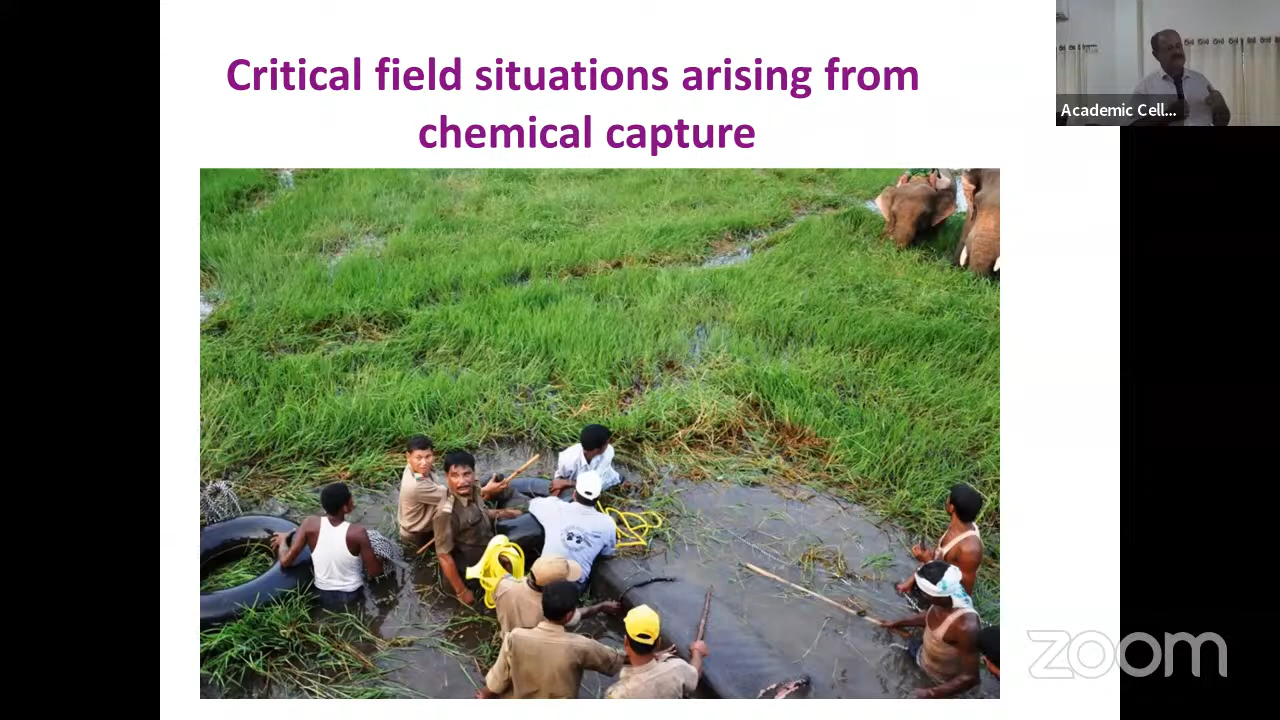 Critical field situations arising from
chemical capture
Academic Cell...
zoom